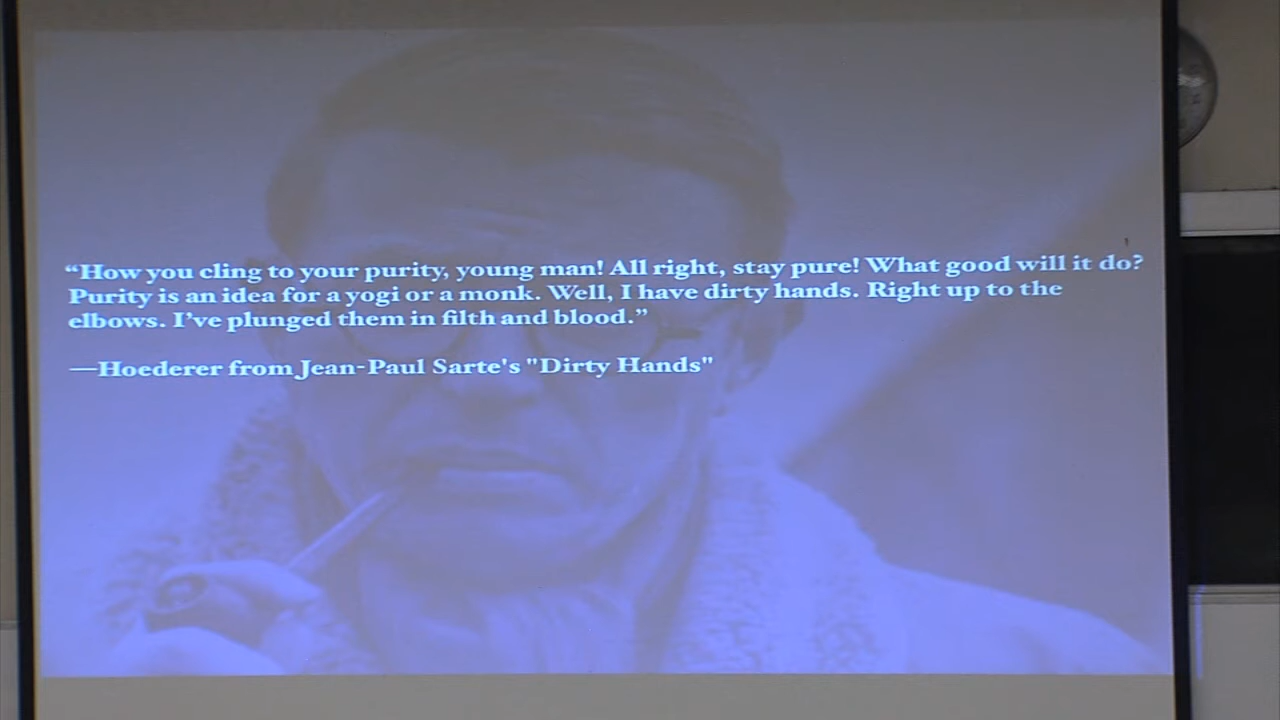 “How you cling to your purity, young man! All right, stay pure! What good will it do?
Purity is an idea for a yogi or a monk. Well, I have dirty hands. Right up to the
elbows. I’ve plunged them in filth and blood.”
—Hoederer from Jean-Paul Sarte's "Dirty Hands"